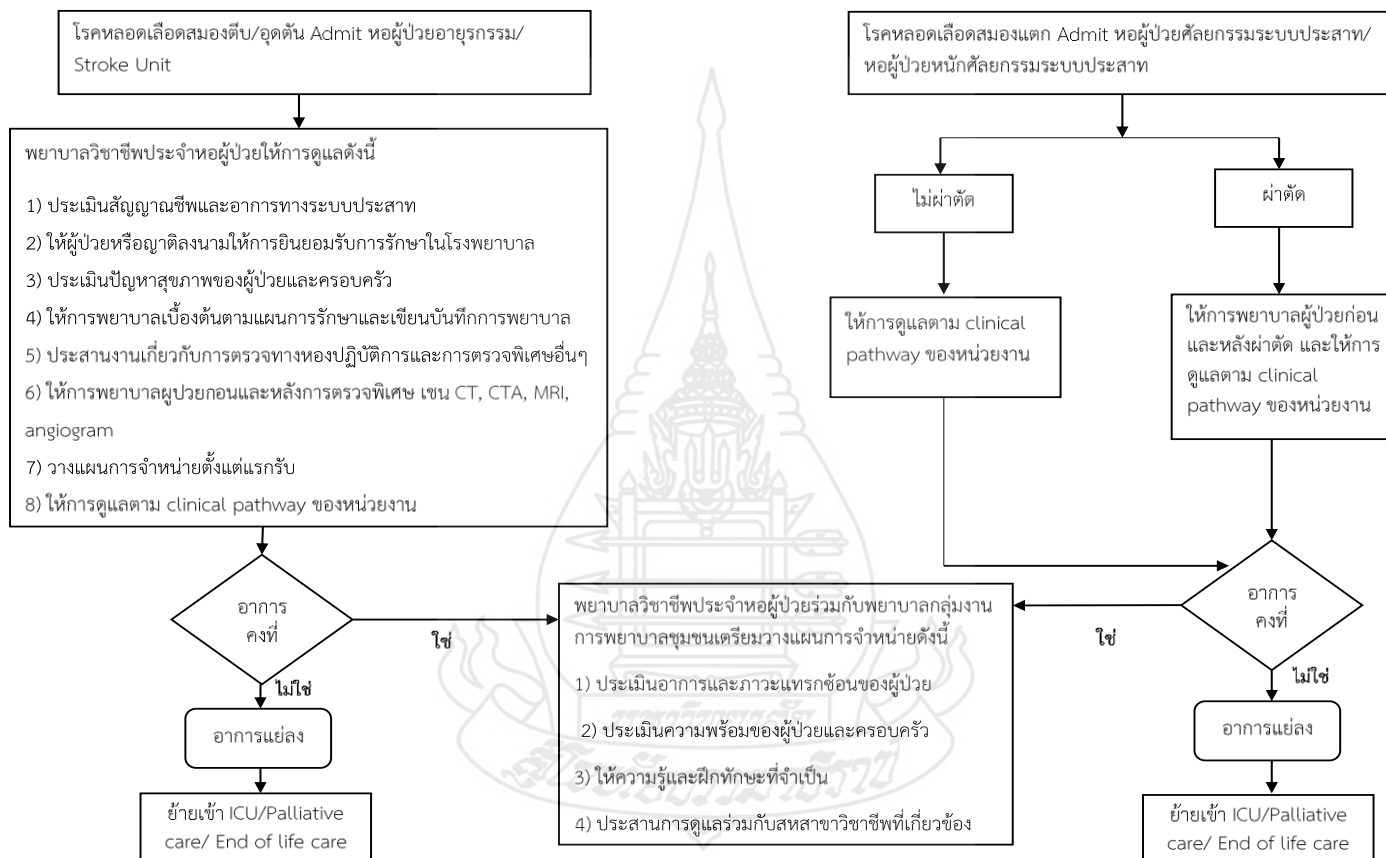 โรคหลอดเลือดสมองตีบ/อุดตัน Admit หอผู้ป่วยอายุรกรรม/
Stroke Unit
พยาบาลวิชาชีพประจำหอผู้ป่วยให้การดูแลดังนี้
1) ประเมินสัญญาณชีพและอาการทางระบบประสาท
2) ให้ผู้ป่วยหรือญาติลงนามให้การยินยอมรับการรักษาในโรงพยาบาล
3) ประเมินปัญหาสุขภาพของผู้ป่วยและครอบครัว
4) ให้การพยาบาลเบื้องต้นตามแผนการรักษาและเขียนบันทึกการพยาบาล
5) ประสานงานเกี่ยวกับการตรวจทางหองปฏิบัติการและการตรวจพิเศษอื่นๆ
6) ให้การพยาบาลผูปวยกอนและหลังการตรวจพิเศษ เชน CT, CTA, MRI,
angiogram
7) วางแผนการจำหน่ายตั้งแต่แรกรับ
8) ให้การดูแลตาม clinical pathway ของหน่วยงาน
อาการ
คงที่
ใช่
ไม่ใช่
อาการแย่ลง
ย้ายเข้า ICU/Palliative
care/ End of life care
โรคหลอดเลือดสมองแตก Admit หอผู้ป่วยศัลยกรรมระบบประสาท/
หอผู้ป่วยหนักศัลยกรรมระบบประสาท
ไม่ผ่าตัด
ผ่าตัด
ให้การดูแลตาม clinical
pathway ของหน่วยงาน
ให้การพยาบาลผู้ป่วยก่อน
และหลังผ่าตัด และให้การ
ดูแลตาม clinical
pathway ของหน่วยงาน
อาการ
คงที่
ใช่
ไม่ใช่
อาการแย่ลง
ย้ายเข้า ICU/Palliative
care/ End of life care
พยาบาลวิชาชีพประจำหอผู้ป่วยร่วมกับพยาบาลกลุ่มงาน
การพยาบาลชุมชนเตรียมวางแผนการจำหน่ายดังนี้
1) ประเมินอาการและภาวะแทรกซ้อนของผู้ป่วย
2) ประเมินความพร้อมของผู้ป่วยและครอบครัว
3) ให้ความรู้และฝึกทักษะที่จำเป็น
4) ประสานการดูแลร่วมกับสหสาขาวิชาชีพที่เกี่ยวข้อง